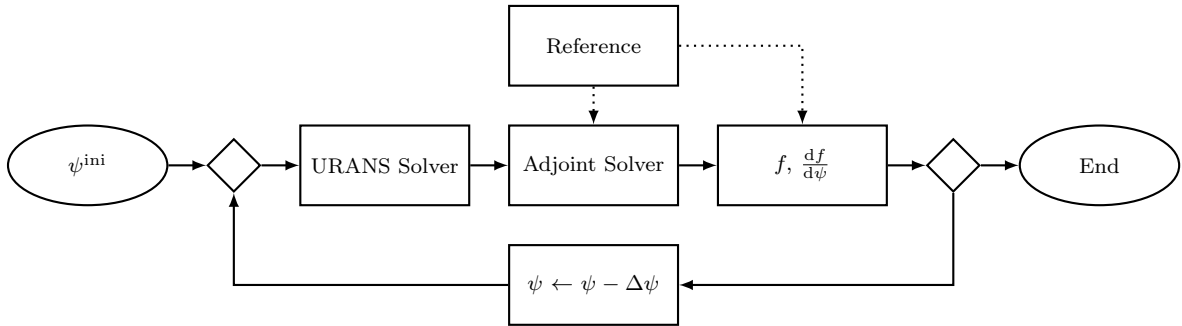 Reference
ψ^ini
URANS Solver
Adjoint Solver
f, df/dψ
End
ψ ← ψ − Δψ